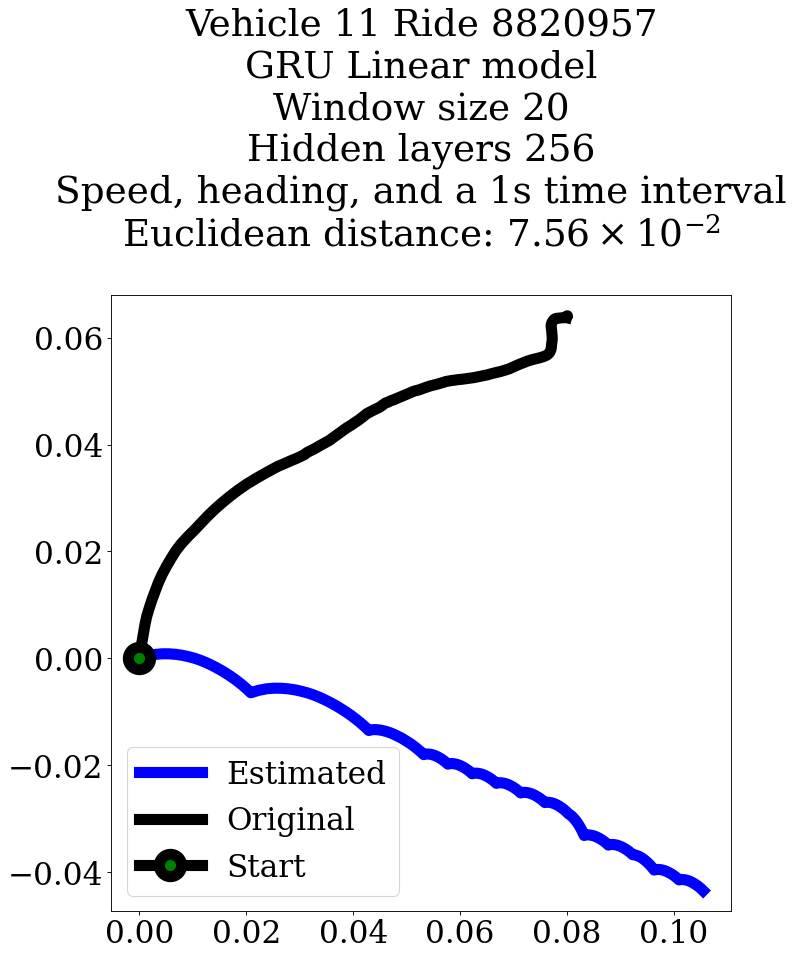 Vehicle 11 Ride 8820957
GRU Linear model
Window size 20
Hidden layers 256
Speed, heading, and a 1s time interval
Euclidean distance: 7.56 × 10⁻²
0.06
0.04
0.02
0.00
−0.02
−0.04
Estimated
Original
Start
0.00 0.02 0.04 0.06 0.08 0.10